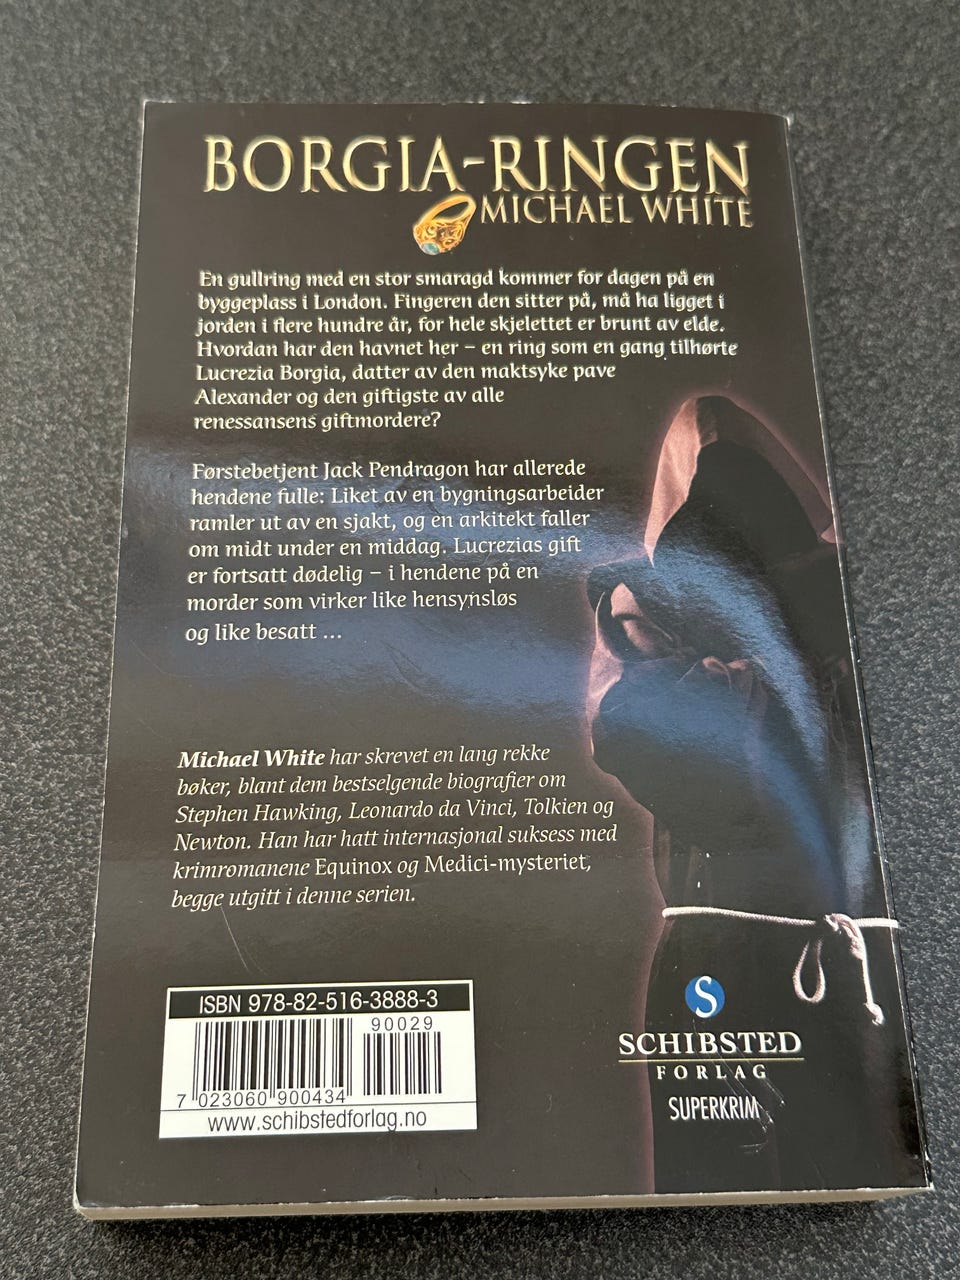 BORGIA-RINGEN
MICHAEL WHITE
En gullring med en stor smaragd kommer for dagen på en
byggeplass i London. Fingeren den sitter på, må ha ligget i
jorden i flere hundre år, for hele skjelettet er brunt av elde.
Hvordan har den havnet her – en ring som en gang tilhørte
Lucrezia Borgia, datter av den maktsyke pave
Alexander og den giftigste av alle
renessansens giftmordere?
Førstebetjent Jack Pendragon har allerede
hendene fulle: Liket av en bygningsarbeider
ramler ut av en sjakt, og en arkitekt faller
om midt under en middag. Lucrezias gift
er fortsatt dødelig – i hendene på en
morder som virker like hensynsløs
og like besatt ...
Michael White har skrevet en lang rekke
bøker, blant dem bestselgende biografier om
Stephen Hawking, Leonardo da Vinci, Tolkien og
Newton. Han har hatt internasjonal suksess med
krimromanene Equinox og Medici-mysteriet,
begge utgitt i denne serien.
ISBN 978-82-516-3888-3
90029
7 023060 900434
www.schibstedforlag.no
S
SCHIBSTED
FORLAG
SUPERKRIM